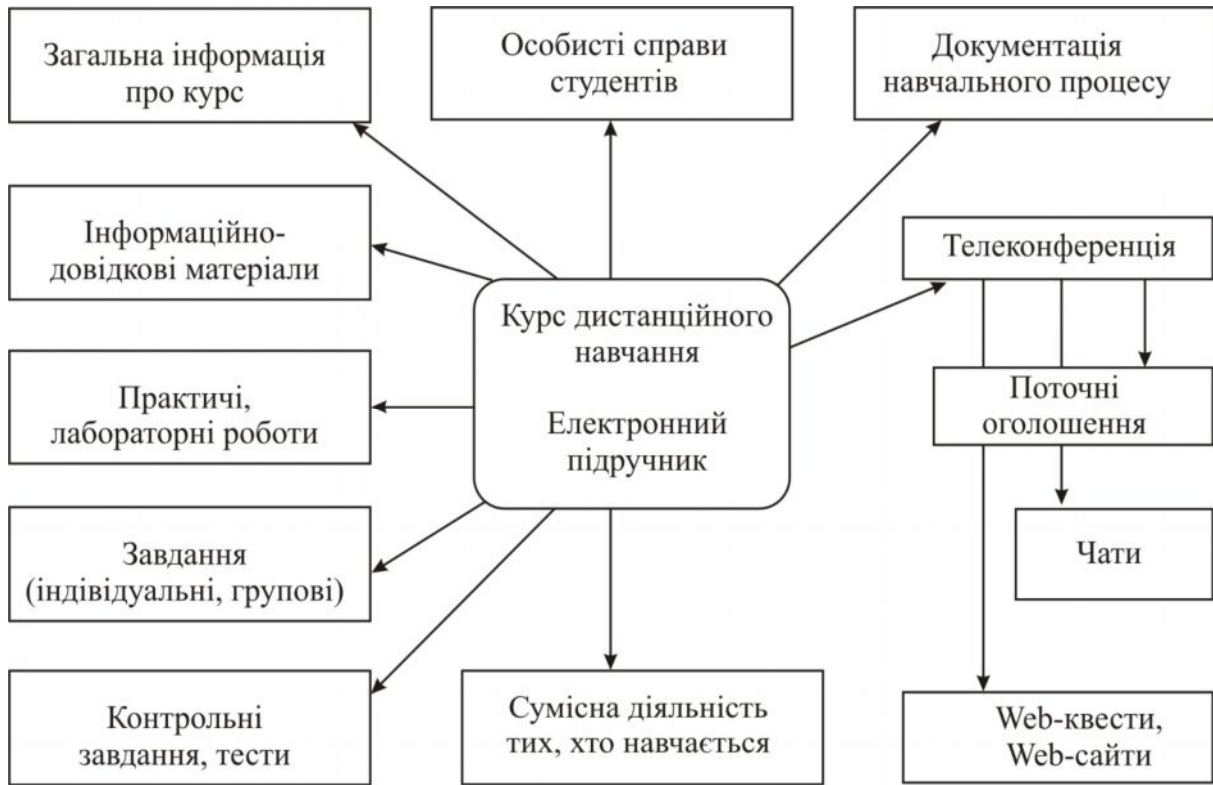 Загальна інформація
про курс
Особисті справи
студентів
Документація
навчального процесу
Інформаційно-
довідкові матеріали
Телеконференція
Курс дистанційного
навчання
Електронний
підручник
Практичі,
лабораторні роботи
Поточні
оголошення
Завдання
(індивідуальні, групові)
Чати
Контрольні
завдання, тести
Сумісна діяльність
тих, хто навчається
Web-квести,
Web-сайти